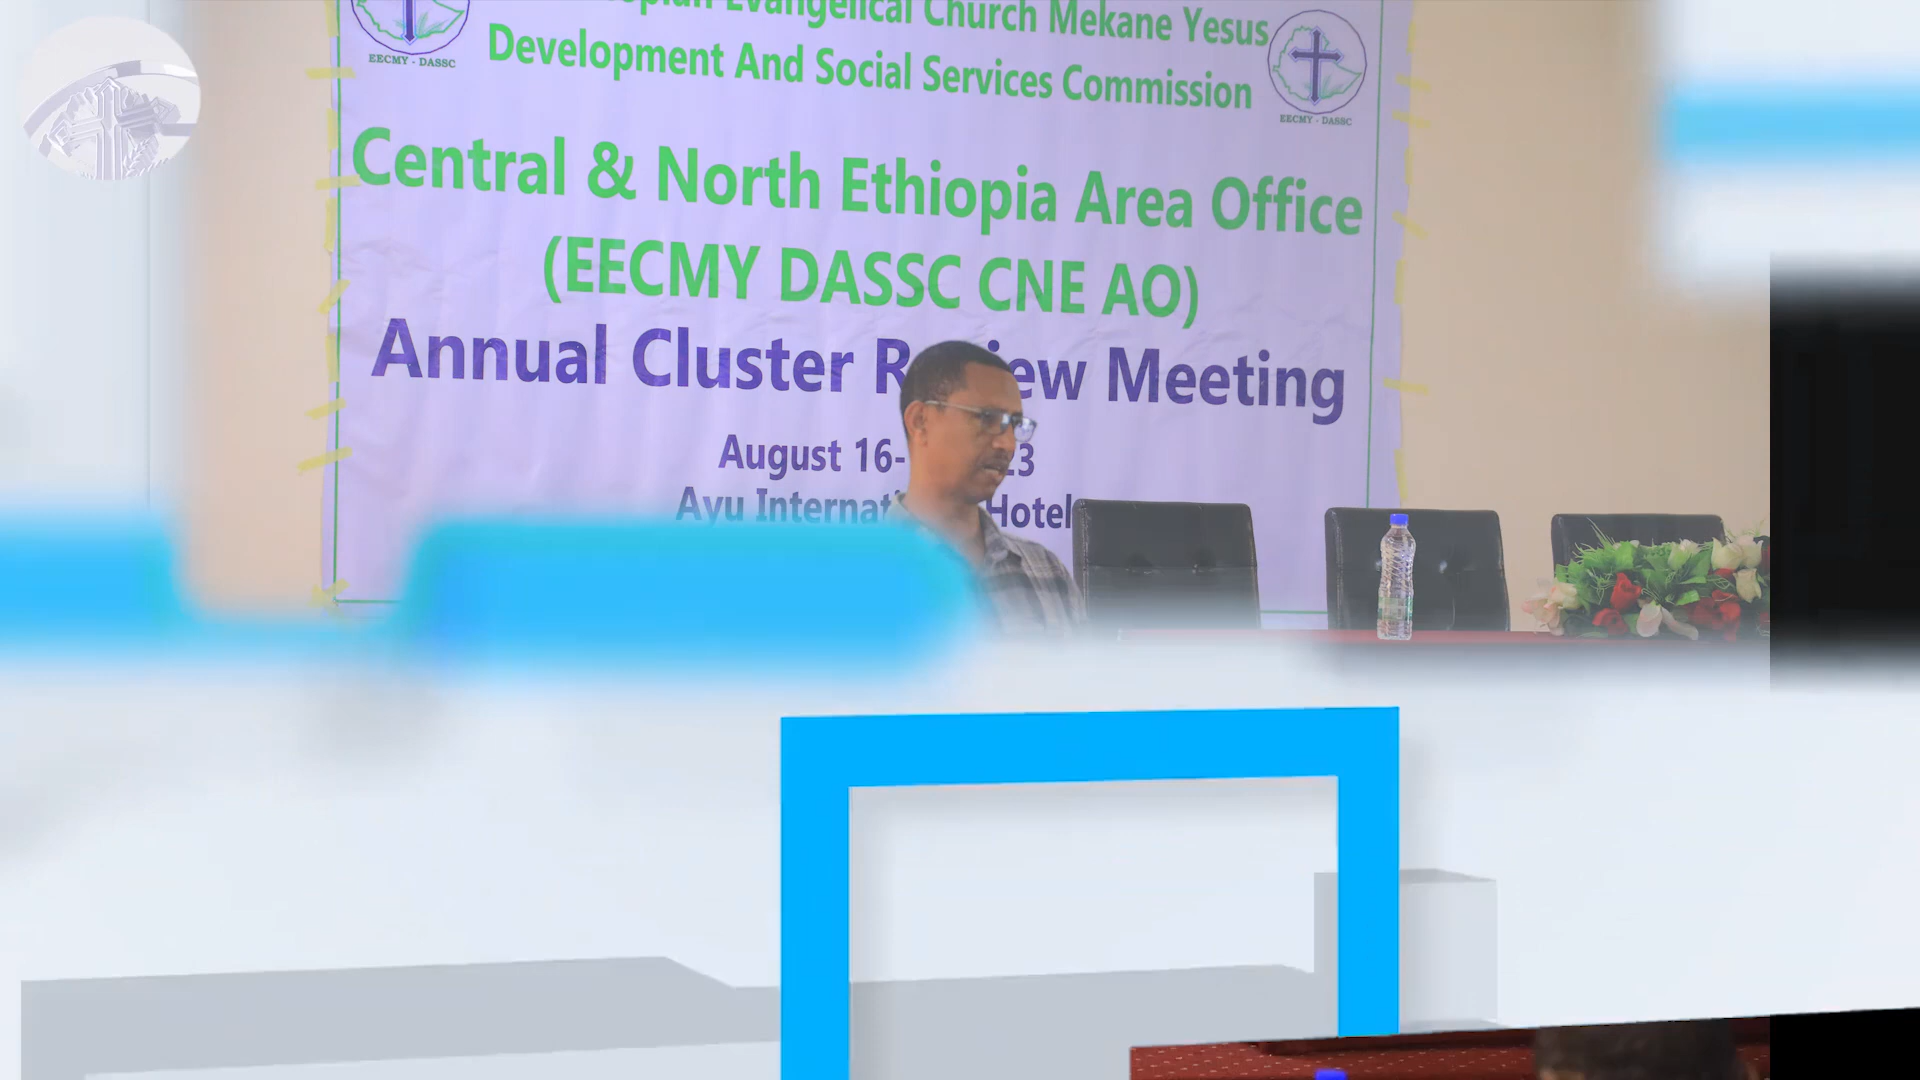 Evangelical Church Mekane Yesus
EECMY - DASSC
Development And Social Services Commission
EECMY - DASSC
Central & North Ethiopia Area Office
(EECMY DASSC CNE AO)
Annual Cluster Meeting
August 16-
Ayu Hotel